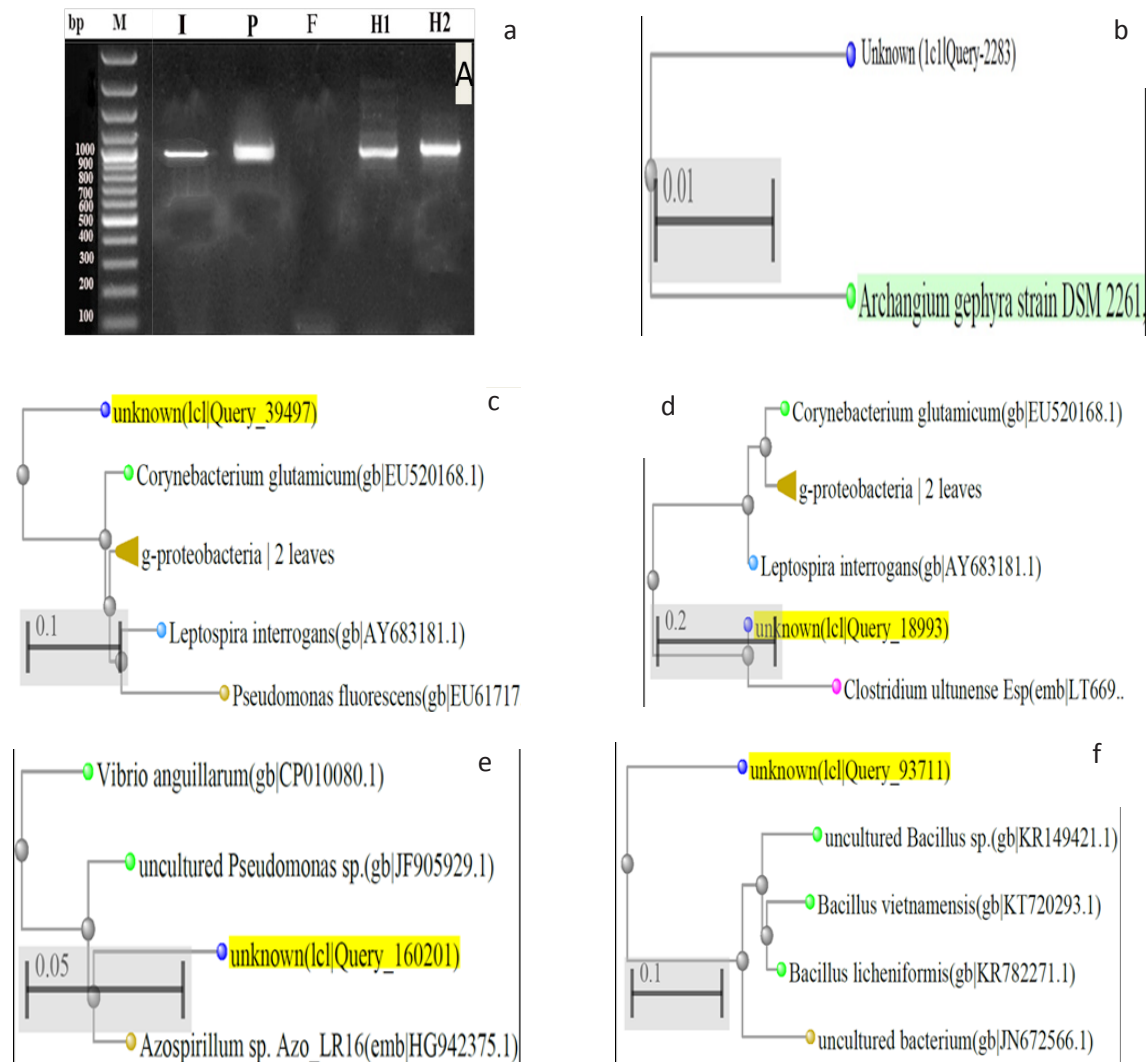 bp M I P F H1 H2
a
A
1000
900
800
700
600
500
400
300
200
100
b
Unknown (1c1|Query-2283)
0.01
Archangium gephyra strain DSM 2261,
c
unknown(lcl|Query_39497)
Corynebacterium glutamicum(gb|EU520168.1)
g-proteobacteria | 2 leaves
0.1
Leptospira interrogans(gb|AY683181.1)
Pseudomonas fluorescens(gb|EU61717
d
Corynebacterium glutamicum(gb|EU520168.1)
g-proteobacteria | 2 leaves
Leptospira interrogans(gb|AY683181.1)
0.2
unknown(lcl|Query_18993)
Clostridium ultunense Esp(emb|LT669..
e
Vibrio anguillarum(gb|CP010080.1)
uncultured Pseudomonas sp.(gb|JF905929.1)
unknown(lcl|Query_160201)
0.05
Azospirillum sp. Azo_LR16(emb|HG942375.1)
f
unknown(lcl|Query_93711)
uncultured Bacillus sp.(gb|KR149421.1)
Bacillus vietnamensis(gb|KT720293.1)
Bacillus licheniformis(gb|KR782271.1)
0.1
uncultured bacterium(gb|JN672566.1)